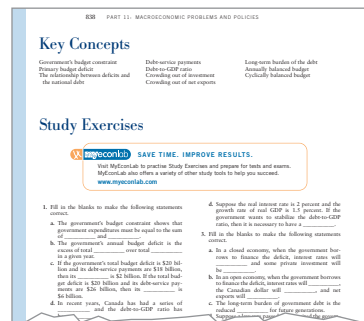 838 PART 11: MACROECONOMIC PROBLEMS AND POLICIES
Key Concepts
Government's budget constraint
Primary budget deficit
The relationship between deficits and
the national debt
Debt-service payments
Debt-to-GDP ratio
Crowding out of investment
Crowding out of net exports
Long-term burden of the debt
Annually balanced budget
Cyclically balanced budget
Study Exercises
myeconlab SAVE TIME. IMPROVE RESULTS.
Visit MyEconLab to practise Study Exercises and prepare for tests and exams.
MyEconLab also offers a variety of other study tools to help you succeed.
www.myeconlab.com
1. Fill in the blanks to make the following statements
correct.
a. The government's budget constraint shows that
government expenditures must be equal to the sum
of ________ and ________.
b. The government's annual budget deficit is the
excess of total ________ over total ________
in a given year.
c. If the government's total budget deficit is $20 bil-
lion and its debt-service payments are $18 billion,
then its ________ is $2 billion. If the total bud-
get deficit is $20 billion and its debt-service pay-
ments are $26 billion, then its ________ is
$6 billion.
d. In recent years, Canada has had a series of
________ and the debt-to-GDP ratio has
d. Suppose the real interest rate is 2 percent and the
growth rate of real GDP is 1.5 percent. If the
government wants to stabilize the debt-to-GDP
ratio, then it is necessary to have a ________.
3. Fill in the blanks to make the following statements
correct.
a. In a closed economy, when the government bor-
rows to finance the deficit, interest rates will
________ and some private investment will
be ________.
b. In an open economy, when the government borrows
to finance the deficit, interest rates will ________,
the Canadian dollar will ________, and net
exports will ________.
c. The long-term burden of government debt is the
reduced ________ for future generations.